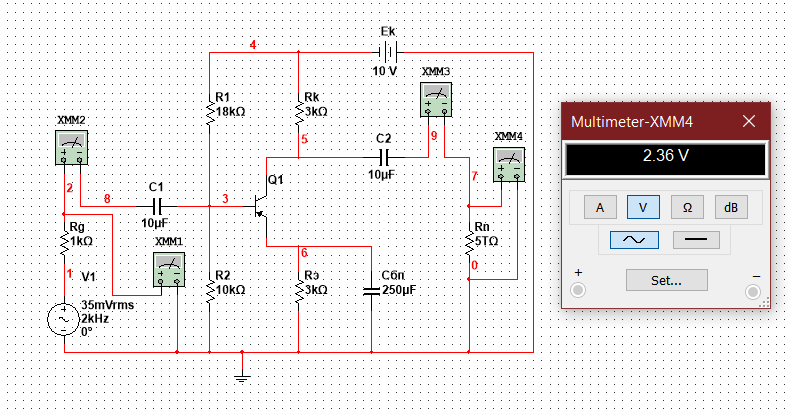 Ek
4
10 V
XMM3
XMM2
R1
18kΩ
Rk
3kΩ
9
XMM4
5
C2
10µF
7
2
8
C1
10µF
3
Q1
Rg
1kΩ
XMM1
Rn
5TΩ
6
0
1
V1
R2
10kΩ
Rэ
3kΩ
Cбл
250µF
35mVrms
2kHz
0°
Multimeter-XMM4
2.36 V
A
V
Ω
dB
Set...